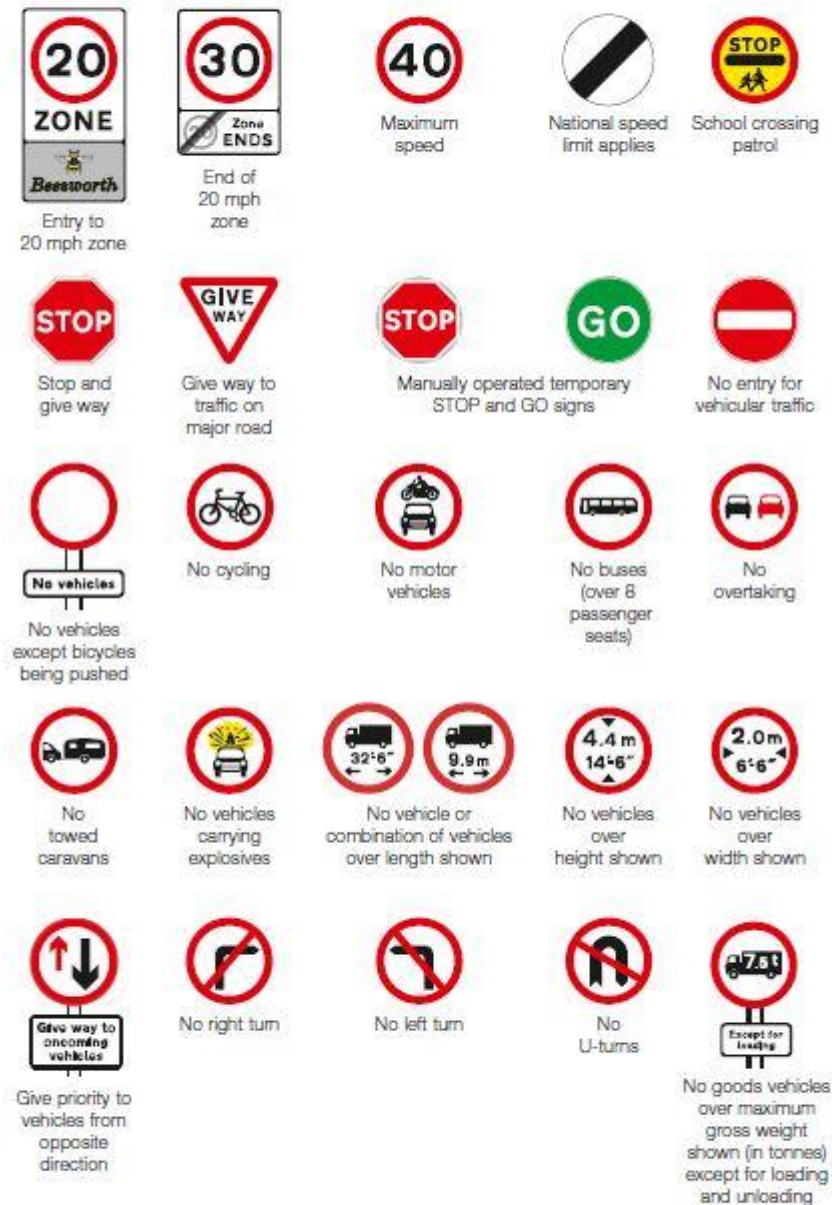 20
ZONE
Beesworth
Entry to
20 mph zone
30
20
Zone
ENDS
End of
20 mph
zone
40
Maximum
speed
National speed
limit applies
STOP
School crossing
patrol
STOP
Stop and
give way
GIVE
WAY
Give way to
traffic on
major road
STOP
GO
Manually operated temporary
STOP and GO signs
No entry for
vehicular traffic
No vehicles
No vehicles
except bicycles
being pushed
No cycling
No motor
vehicles
No buses
(over 8
passenger
seats)
No
overtaking
No
towed
caravans
No vehicles
carrying
explosives
32'-6"
9.9 m
No vehicle or
combination of vehicles
over length shown
4.4 m
14'-6"
No vehicles
over
height shown
2.0m
6'-6"
No vehicles
over
width shown
Give way to
oncoming
vehicles
Give priority to
vehicles from
opposite
direction
No right turn
No left turn
No
U-turns
7.5t
Except for
loading
No goods vehicles
over maximum
gross weight
shown (in tonnes)
except for loading
and unloading